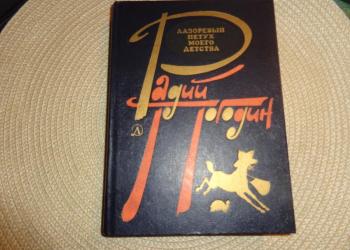 ЛАЗОРЕВЫЙ
ПЕТУХ
МОЕГО
ДЕТСТВА
Радий
Погодин